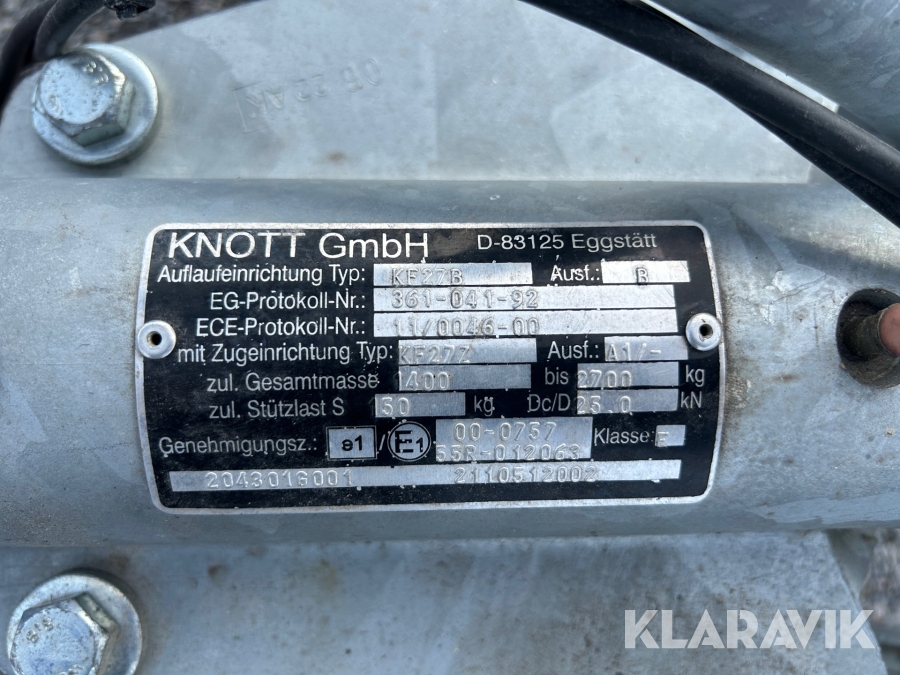 KNOTT GmbH D-83125 Eggstätt
Auflaufeinrichtung Typ: KF27B Ausf.: B
EG-Protokoll-Nr.: 361-041-92
ECE-Protokoll-Nr.: 11/0046-00
mit Zugeinrichtung Typ: KF27Z Ausf.: A1/-
zul. Gesamtmasse 1400 bis 2700 kg
zul. Stützlast S 50 kg Dc/D 25.0 kN
Genehmigungsz.: e1 / E1 00-0757 Klasse: E
55R-012063
204301G001 2110512002
KLARAVIK